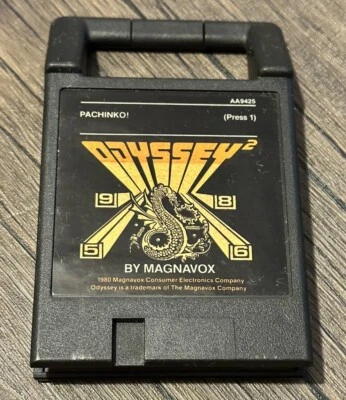 AA9425
PACHINKO! (Press 1)
ODYSSEY²
9 8
5 6
BY MAGNAVOX
1980 Magnavox Consumer Electronics Company
Odyssey is a trademark of The Magnavox Company